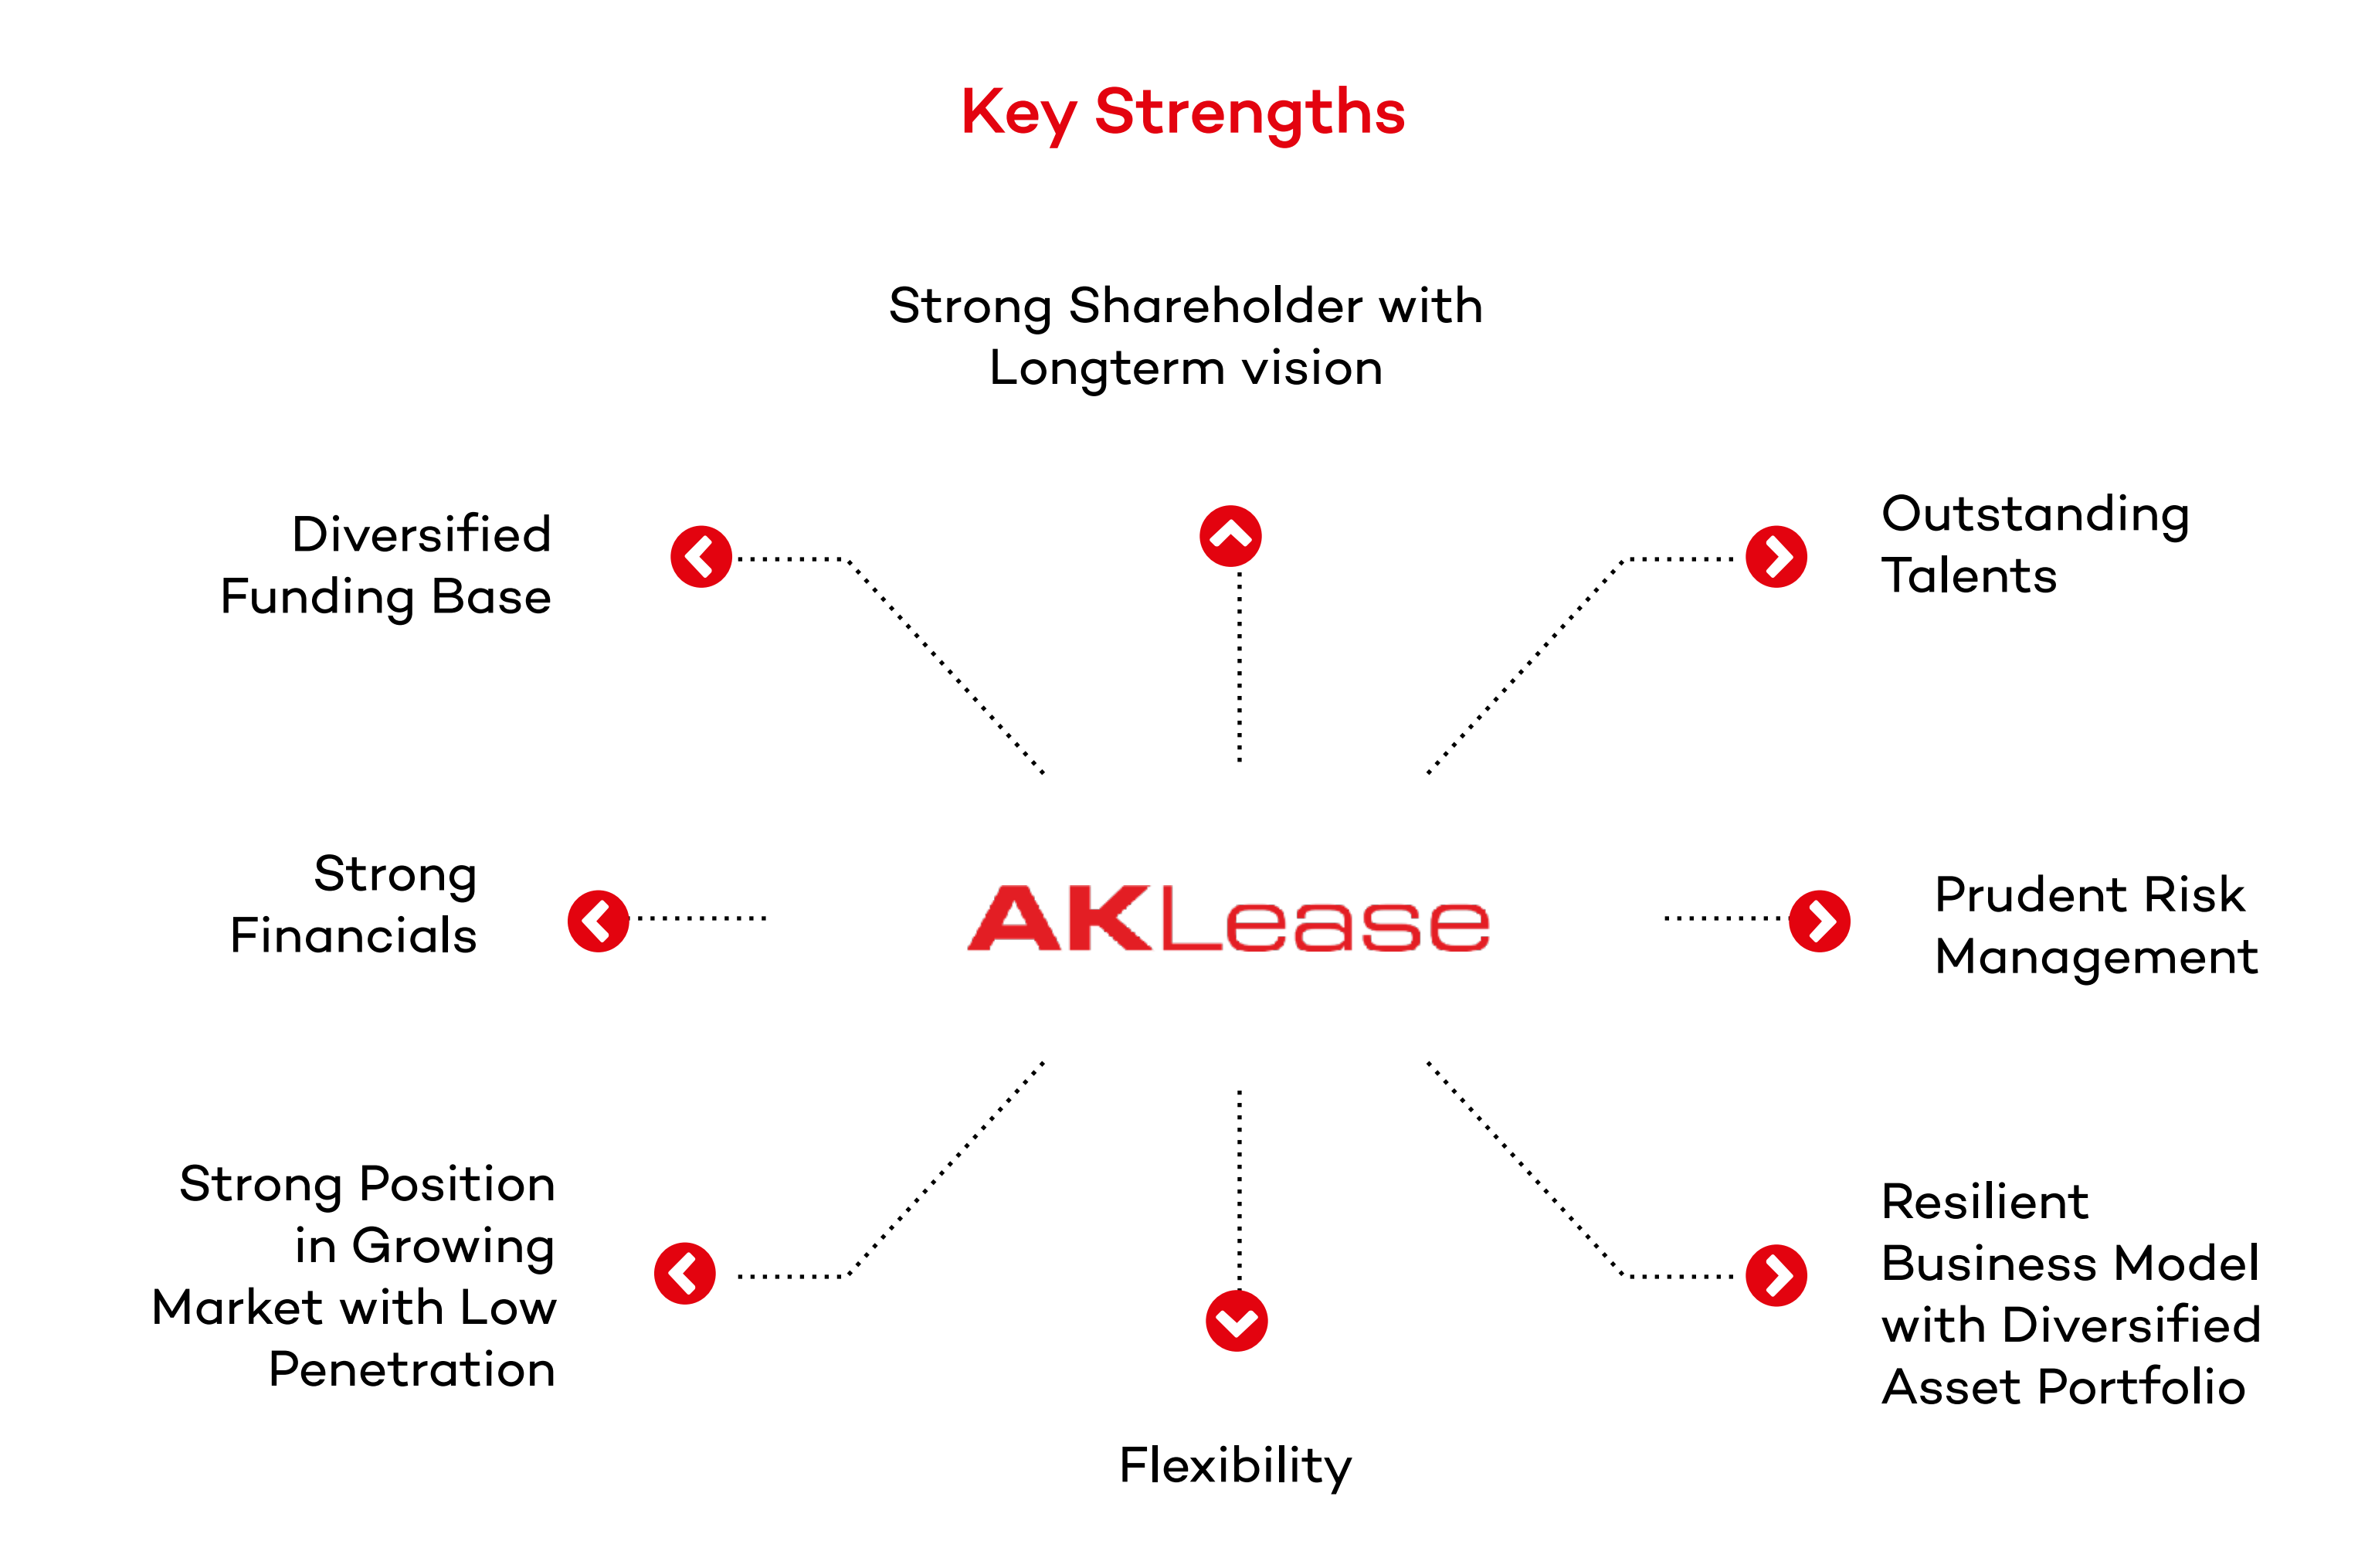 Key Strengths
Strong Shareholder with
Longterm vision
Diversified
Funding Base
Outstanding
Talents
Strong
Financials
AKLease
Prudent Risk
Management
Strong Position
in Growing
Market with Low
Penetration
Resilient
Business Model
with Diversified
Asset Portfolio
Flexibility